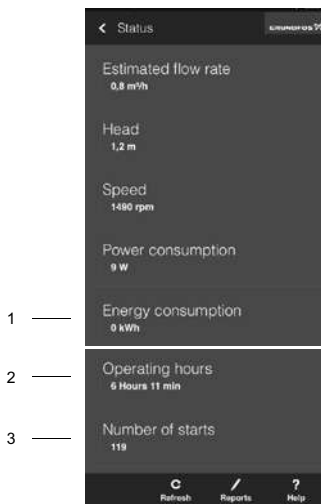 Status
GRUNDFOS
Estimated flow rate
0,8 m³/h
Head
1,2 m
Speed
1490 rpm
Power consumption
9 W
1
Energy consumption
0 kWh
2
Operating hours
6 Hours 11 min
3
Number of starts
119
Refresh
Reports
? Help